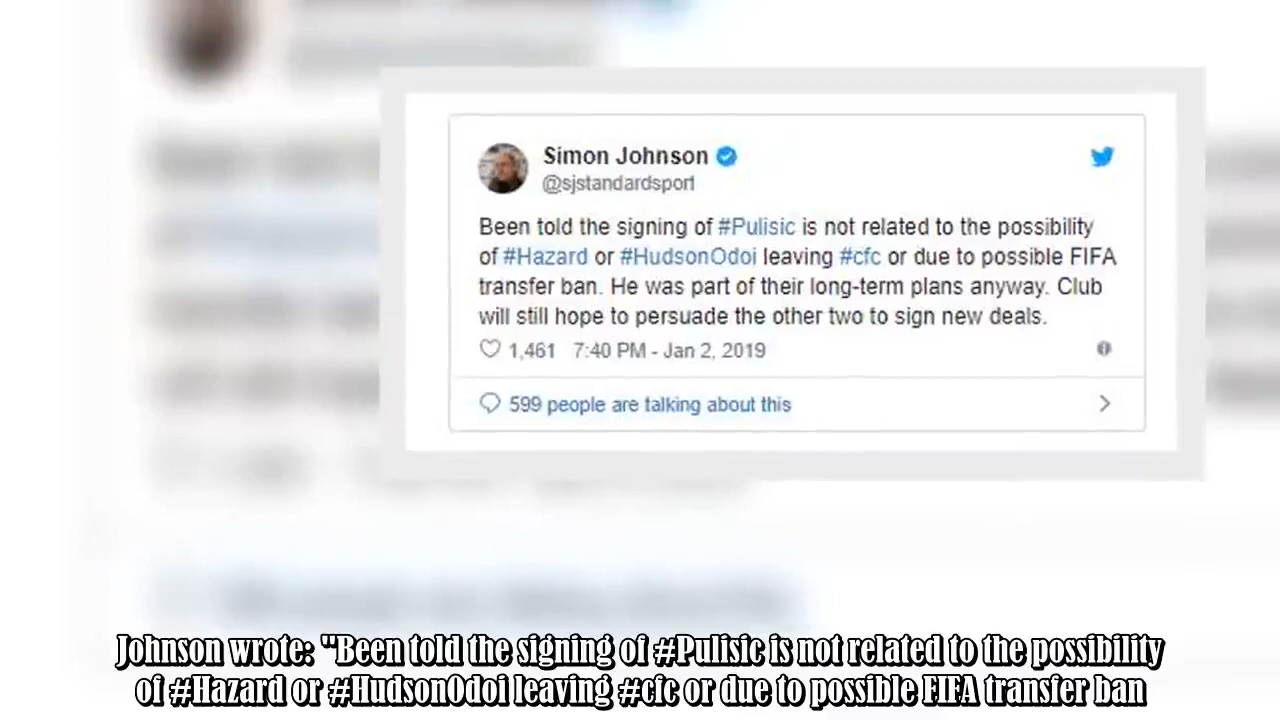 Simon Johnson
@sjstandardsport
Been told the signing of #Pulisic is not related to the possibility
of #Hazard or #HudsonOdoi leaving #cfc or due to possible FIFA
transfer ban. He was part of their long-term plans anyway. Club
will still hope to persuade the other two to sign new deals.
1,461 7:40 PM - Jan 2, 2019
599 people are talking about this
Johnson wrote: "Been told the signing of #Pulisic is not related to the possibility
of #Hazard or #HudsonOdoi leaving #cfc or due to possible FIFA transfer ban